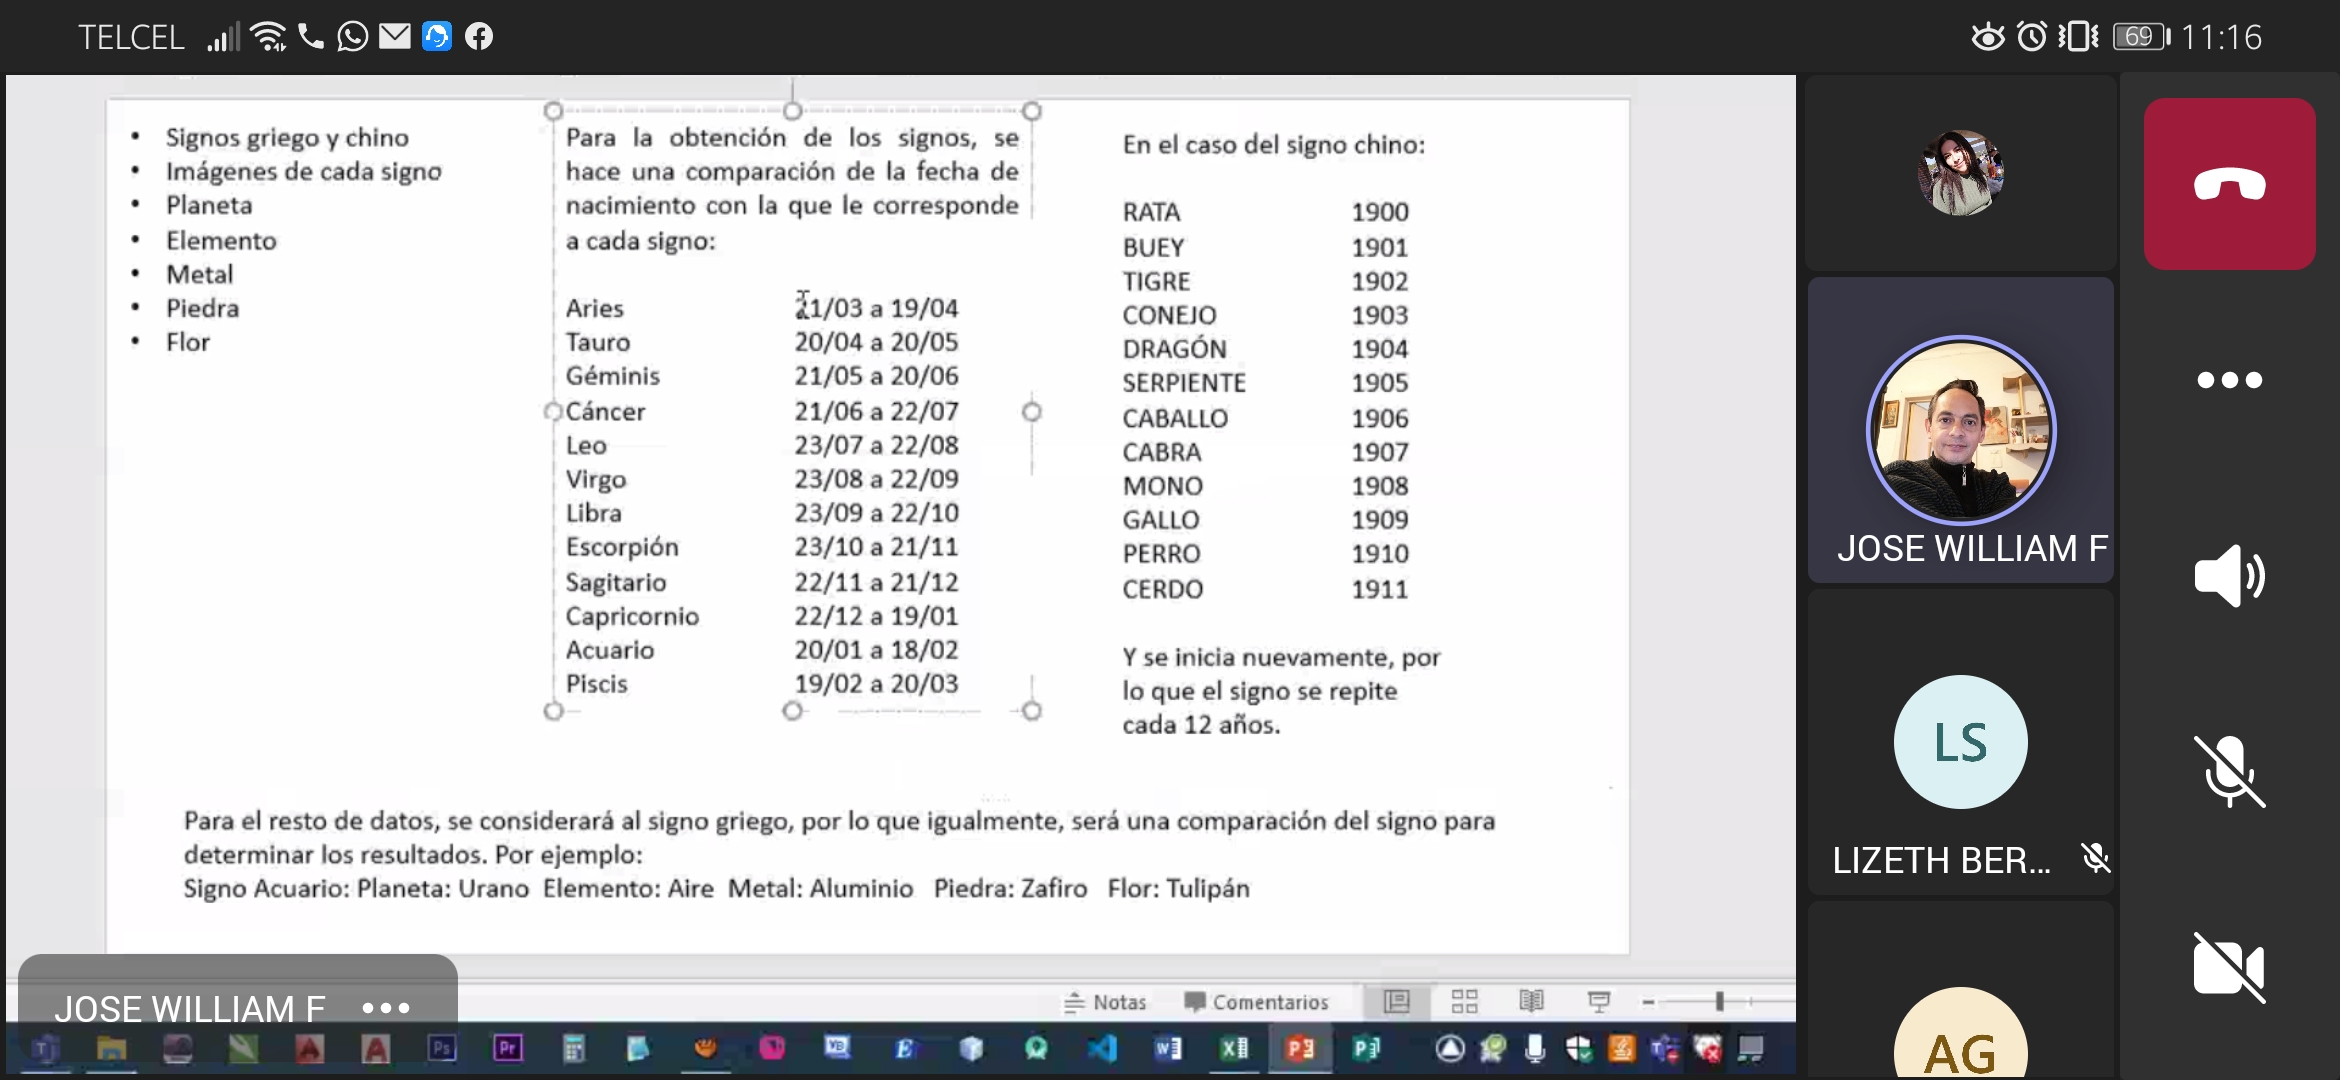 TELCEL
69 11:16
• Signos griego y chino
• Imágenes de cada signo
• Planeta
• Elemento
• Metal
• Piedra
• Flor
Para la obtención de los signos, se
hace una comparación de la fecha de
nacimiento con la que le corresponde
a cada signo:
Aries 21/03 a 19/04
Tauro 20/04 a 20/05
Géminis 21/05 a 20/06
Cáncer 21/06 a 22/07
Leo 23/07 a 22/08
Virgo 23/08 a 22/09
Libra 23/09 a 22/10
Escorpión 23/10 a 21/11
Sagitario 22/11 a 21/12
Capricornio 22/12 a 19/01
Acuario 20/01 a 18/02
Piscis 19/02 a 20/03
En el caso del signo chino:
RATA 1900
BUEY 1901
TIGRE 1902
CONEJO 1903
DRAGÓN 1904
SERPIENTE 1905
CABALLO 1906
CABRA 1907
MONO 1908
GALLO 1909
PERRO 1910
CERDO 1911
Y se inicia nuevamente, por
lo que el signo se repite
cada 12 años.
Para el resto de datos, se considerará al signo griego, por lo que igualmente, será una comparación del signo para
determinar los resultados. Por ejemplo:
Signo Acuario: Planeta: Urano Elemento: Aire Metal: Aluminio Piedra: Zafiro Flor: Tulipán
JOSE WILLIAM F
Notas Comentarios
Ps Pr
JOSE WILLIAM F
LS
LIZETH BER...
AG